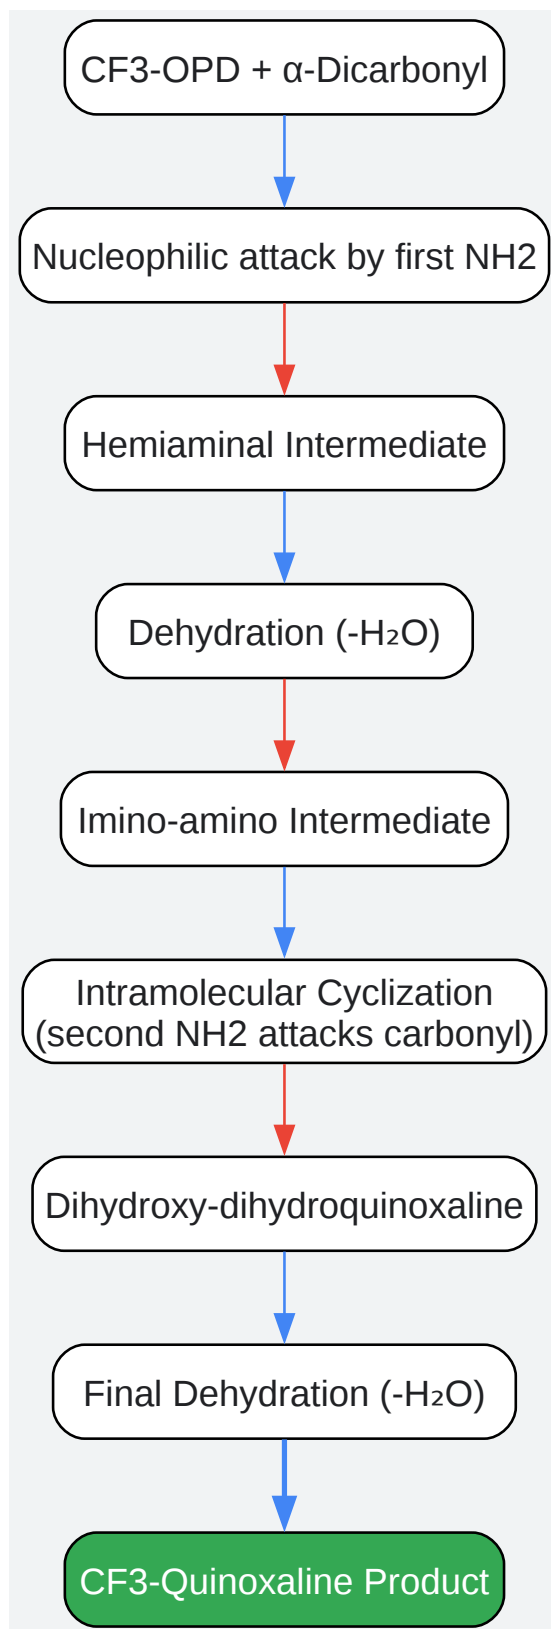 CF3-OPD + α-Dicarbonyl
Nucleophilic attack by first NH2
Hemiaminal Intermediate
Dehydration (-H₂O)
Imino-amino Intermediate
Intramolecular Cyclization
(second NH2 attacks carbonyl)
Dihydroxy-dihydroquinoxaline
Final Dehydration (-H₂O)
CF3-Quinoxaline Product